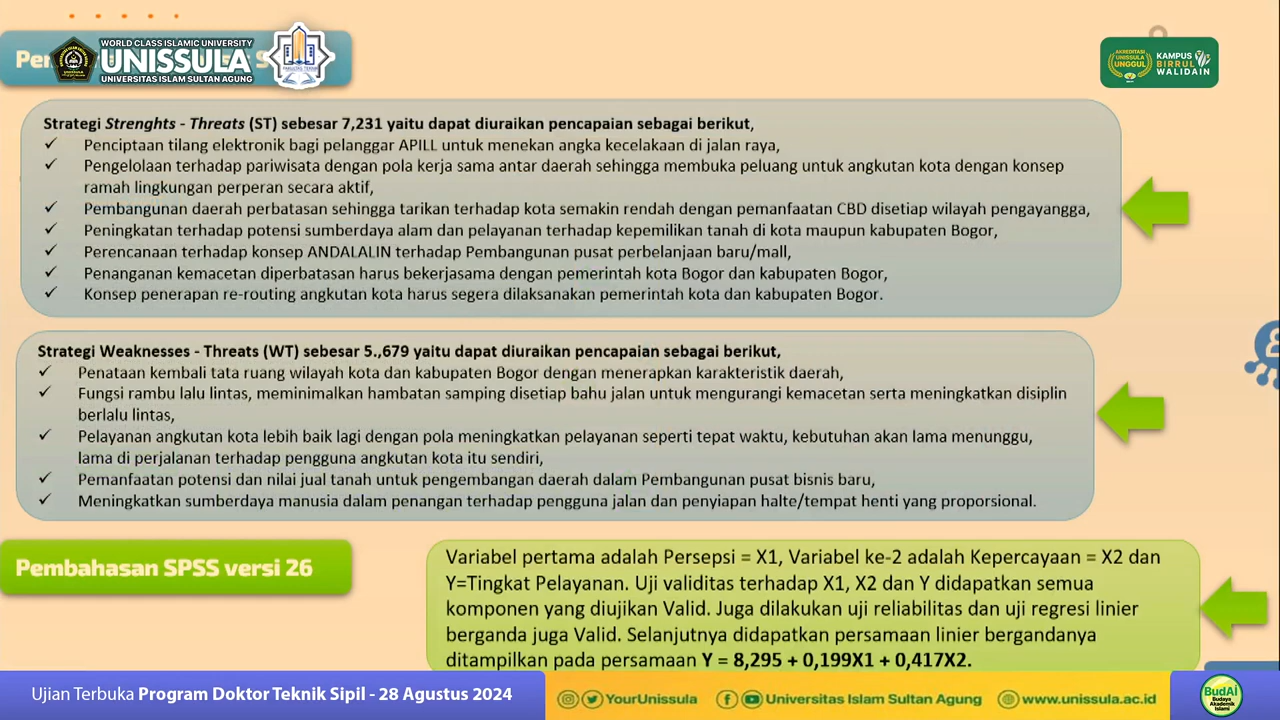 WORLD CLASS ISLAMIC UNIVERSITY
UNISSULA
UNIVERSITAS ISLAM SULTAN AGUNG
AKREDITASI UNISSULA UNGGUL
KAMPUS BIRRUL WALIDAIN
Strategi Strenghts - Threats (ST) sebesar 7,231 yaitu dapat diuraikan pencapaian sebagai berikut,
✓ Penciptaan tilang elektronik bagi pelanggar APILL untuk menekan angka kecelakaan di jalan raya,
✓ Pengelolaan terhadap pariwisata dengan pola kerja sama antar daerah sehingga membuka peluang untuk angkutan kota dengan konsep
ramah lingkungan perperan secara aktif,
✓ Pembangunan daerah perbatasan sehingga tarikan terhadap kota semakin rendah dengan pemanfaatan CBD disetiap wilayah pengayangga,
✓ Peningkatan terhadap potensi sumberdaya alam dan pelayanan terhadap kepemilikan tanah di kota maupun kabupaten Bogor,
✓ Perencanaan terhadap konsep ANDALALIN terhadap Pembangunan pusat perbelanjaan baru/mall,
✓ Penanganan kemacetan diperbatasan harus bekerjasama dengan pemerintah kota Bogor dan kabupaten Bogor,
✓ Konsep penerapan re-routing angkutan kota harus segera dilaksanakan pemerintah kota dan kabupaten Bogor.
Strategi Weaknesses - Threats (WT) sebesar 5.,679 yaitu dapat diuraikan pencapaian sebagai berikut,
✓ Penataan kembali tata ruang wilayah kota dan kabupaten Bogor dengan menerapkan karakteristik daerah,
✓ Fungsi rambu lalu lintas, meminimalkan hambatan samping disetiap bahu jalan untuk mengurangi kemacetan serta meningkatkan disiplin
berlalu lintas,
✓ Pelayanan angkutan kota lebih baik lagi dengan pola meningkatkan pelayanan seperti tepat waktu, kebutuhan akan lama menunggu,
lama di perjalanan terhadap pengguna angkutan kota itu sendiri,
✓ Pemanfaatan potensi dan nilai jual tanah untuk pengembangan daerah dalam Pembangunan pusat bisnis baru,
✓ Meningkatkan sumberdaya manusia dalam penangan terhadap pengguna jalan dan penyiapan halte/tempat henti yang proporsional.
Pembahasan SPSS versi 26
Variabel pertama adalah Persepsi = X1, Variabel ke-2 adalah Kepercayaan = X2 dan
Y=Tingkat Pelayanan. Uji validitas terhadap X1, X2 dan Y didapatkan semua
komponen yang diujikan Valid. Juga dilakukan uji reliabilitas dan uji regresi linier
berganda juga Valid. Selanjutnya didapatkan persamaan linier bergandanya
ditampilkan pada persamaan Y = 8,295 + 0,199X1 + 0,417X2.
Ujian Terbuka Program Doktor Teknik Sipil - 28 Agustus 2024
YourUnissula
Universitas Islam Sultan Agung
www.unissula.ac.id
BudAI
Budaya
Akademik
Islami